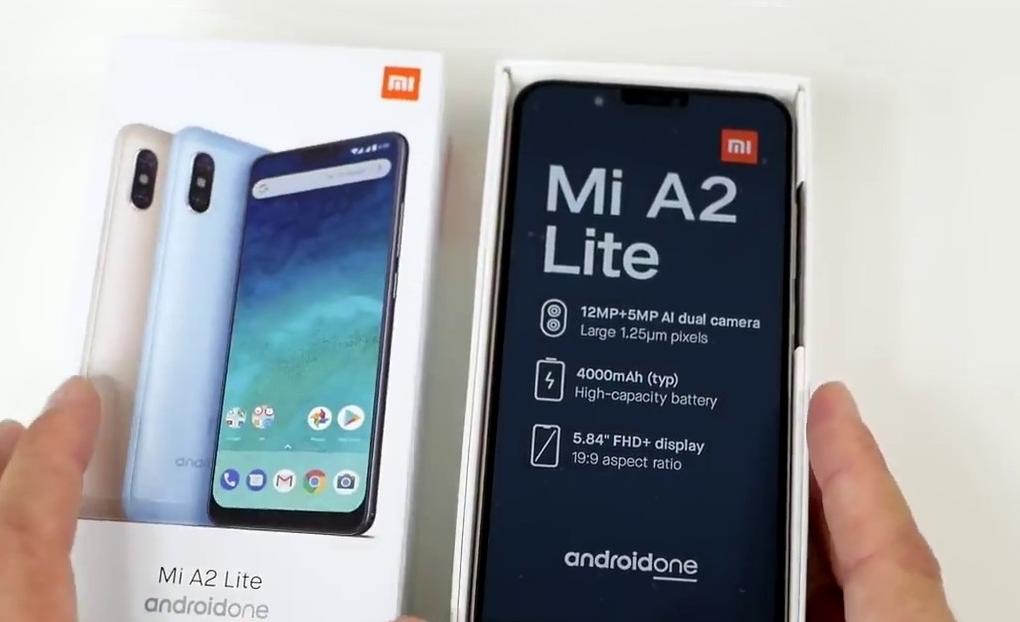 mi
andr
Mi A2 Lite
androidone
mi
Mi A2
Lite
12MP+5MP AI dual camera
Large 1.25µm pixels
4000mAh (typ)
High-capacity battery
5.84" FHD+ display
19:9 aspect ratio
androidone